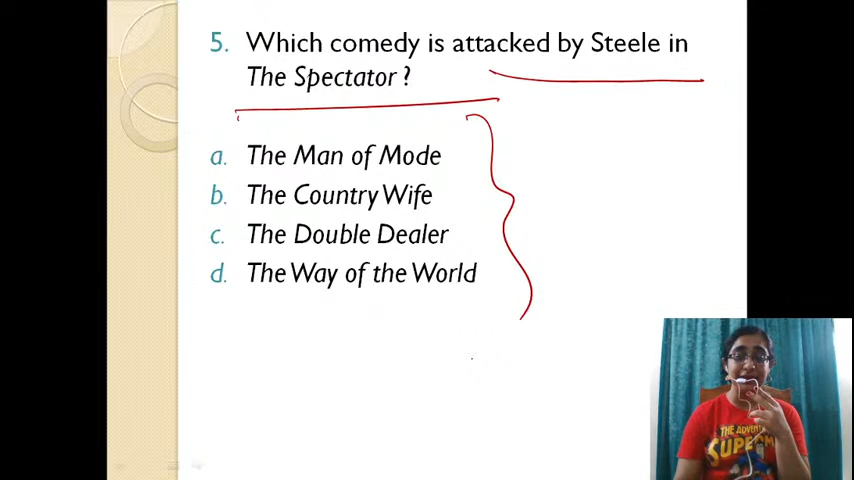 5. Which comedy is attacked by Steele in
The Spectator?
a. The Man of Mode
b. The Country Wife
c. The Double Dealer
d. The Way of the World
THE ADVEN
SUPERM